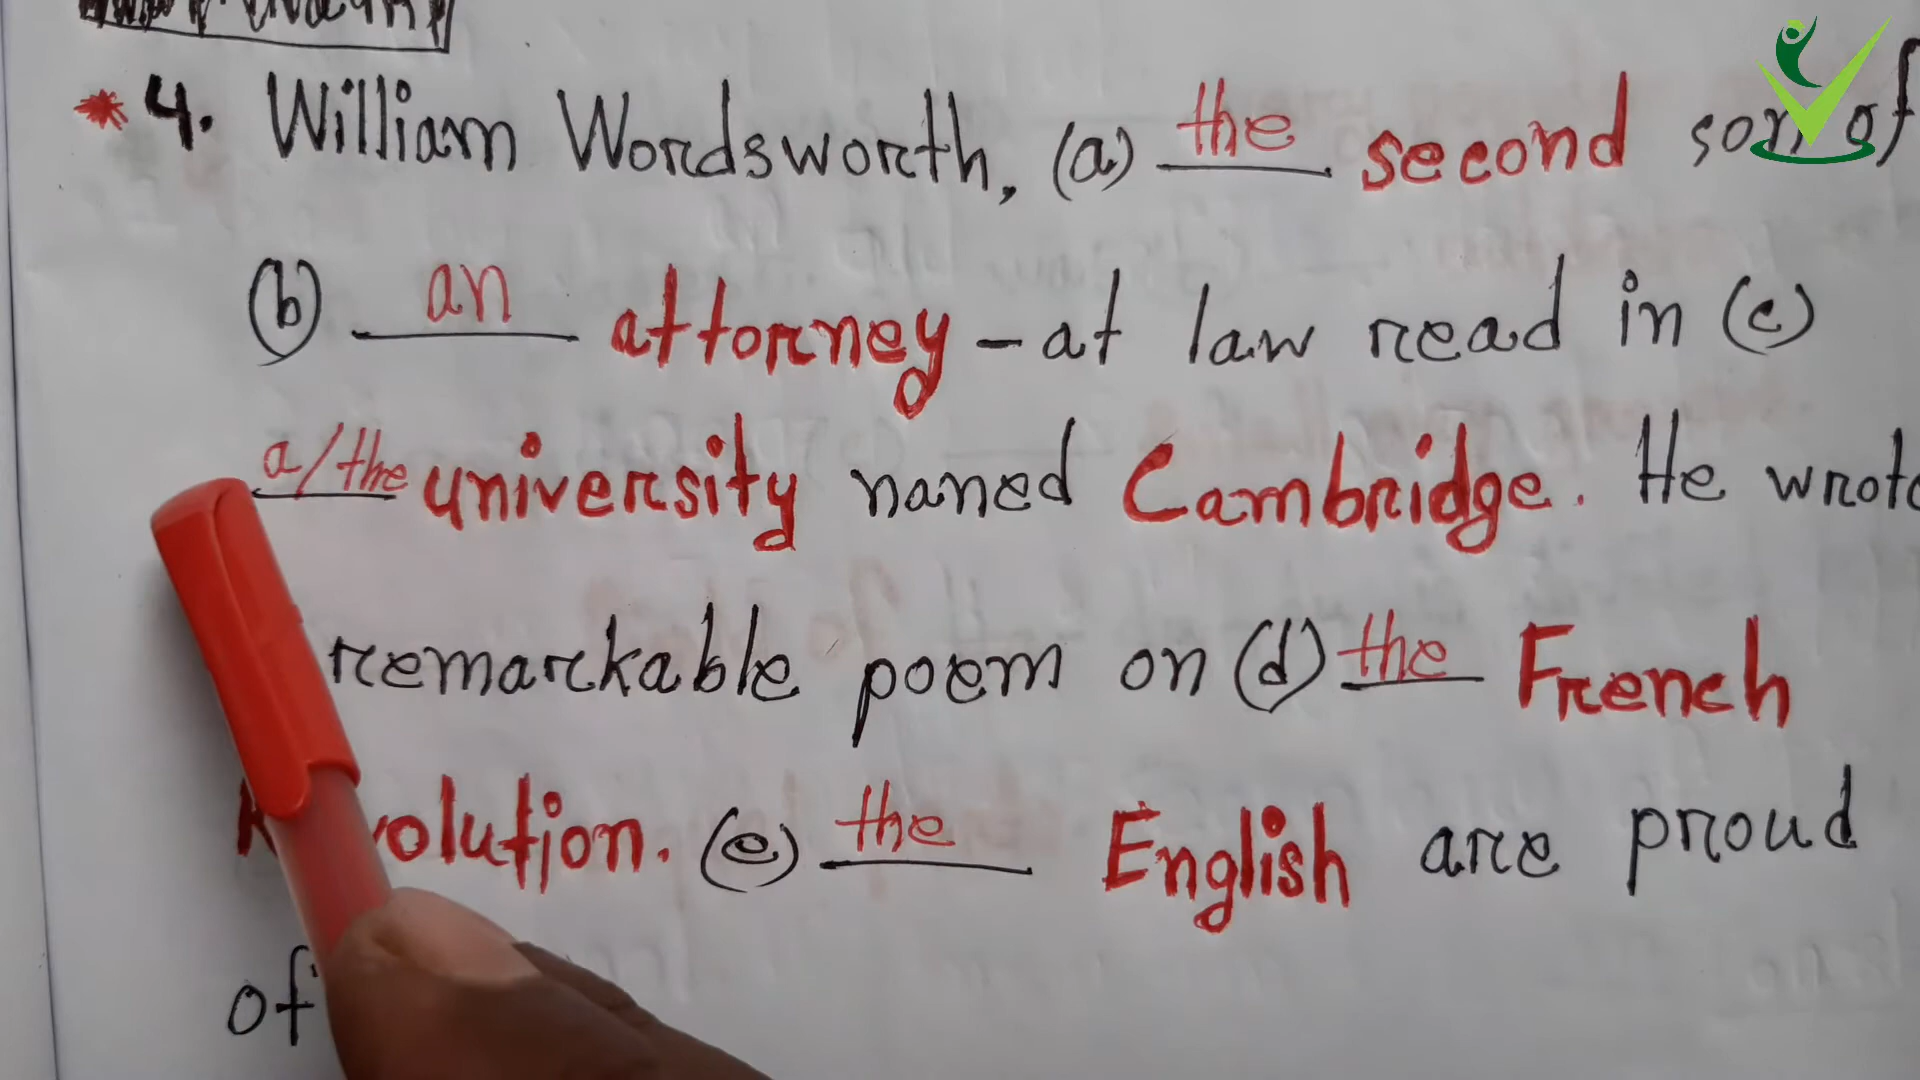 *4. William Wordsworth, (a) the second son of
(b) an attorney - at law read in (c)
a/the university named Cambridge. He wrote
remarkable poem on (d) the French
(e) the English are proud
of